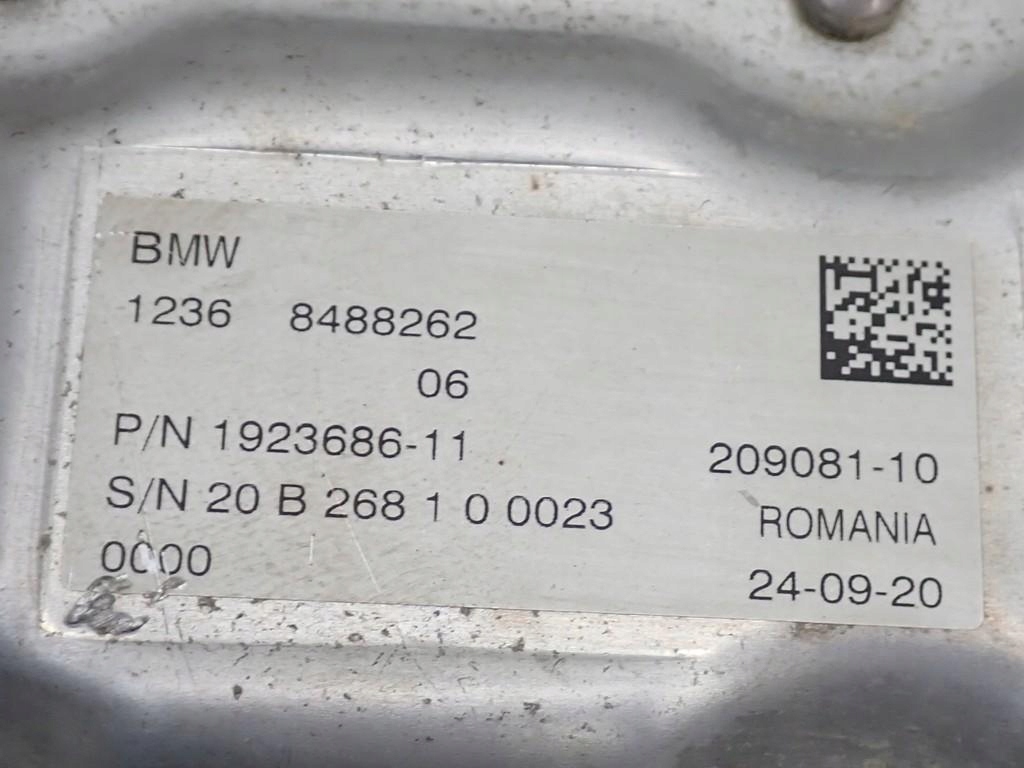 BMW
1236 8488262
06
P/N 1923686-11
209081-10
S/N 20 B 268 1 0 0023
ROMANIA
0000
24-09-20